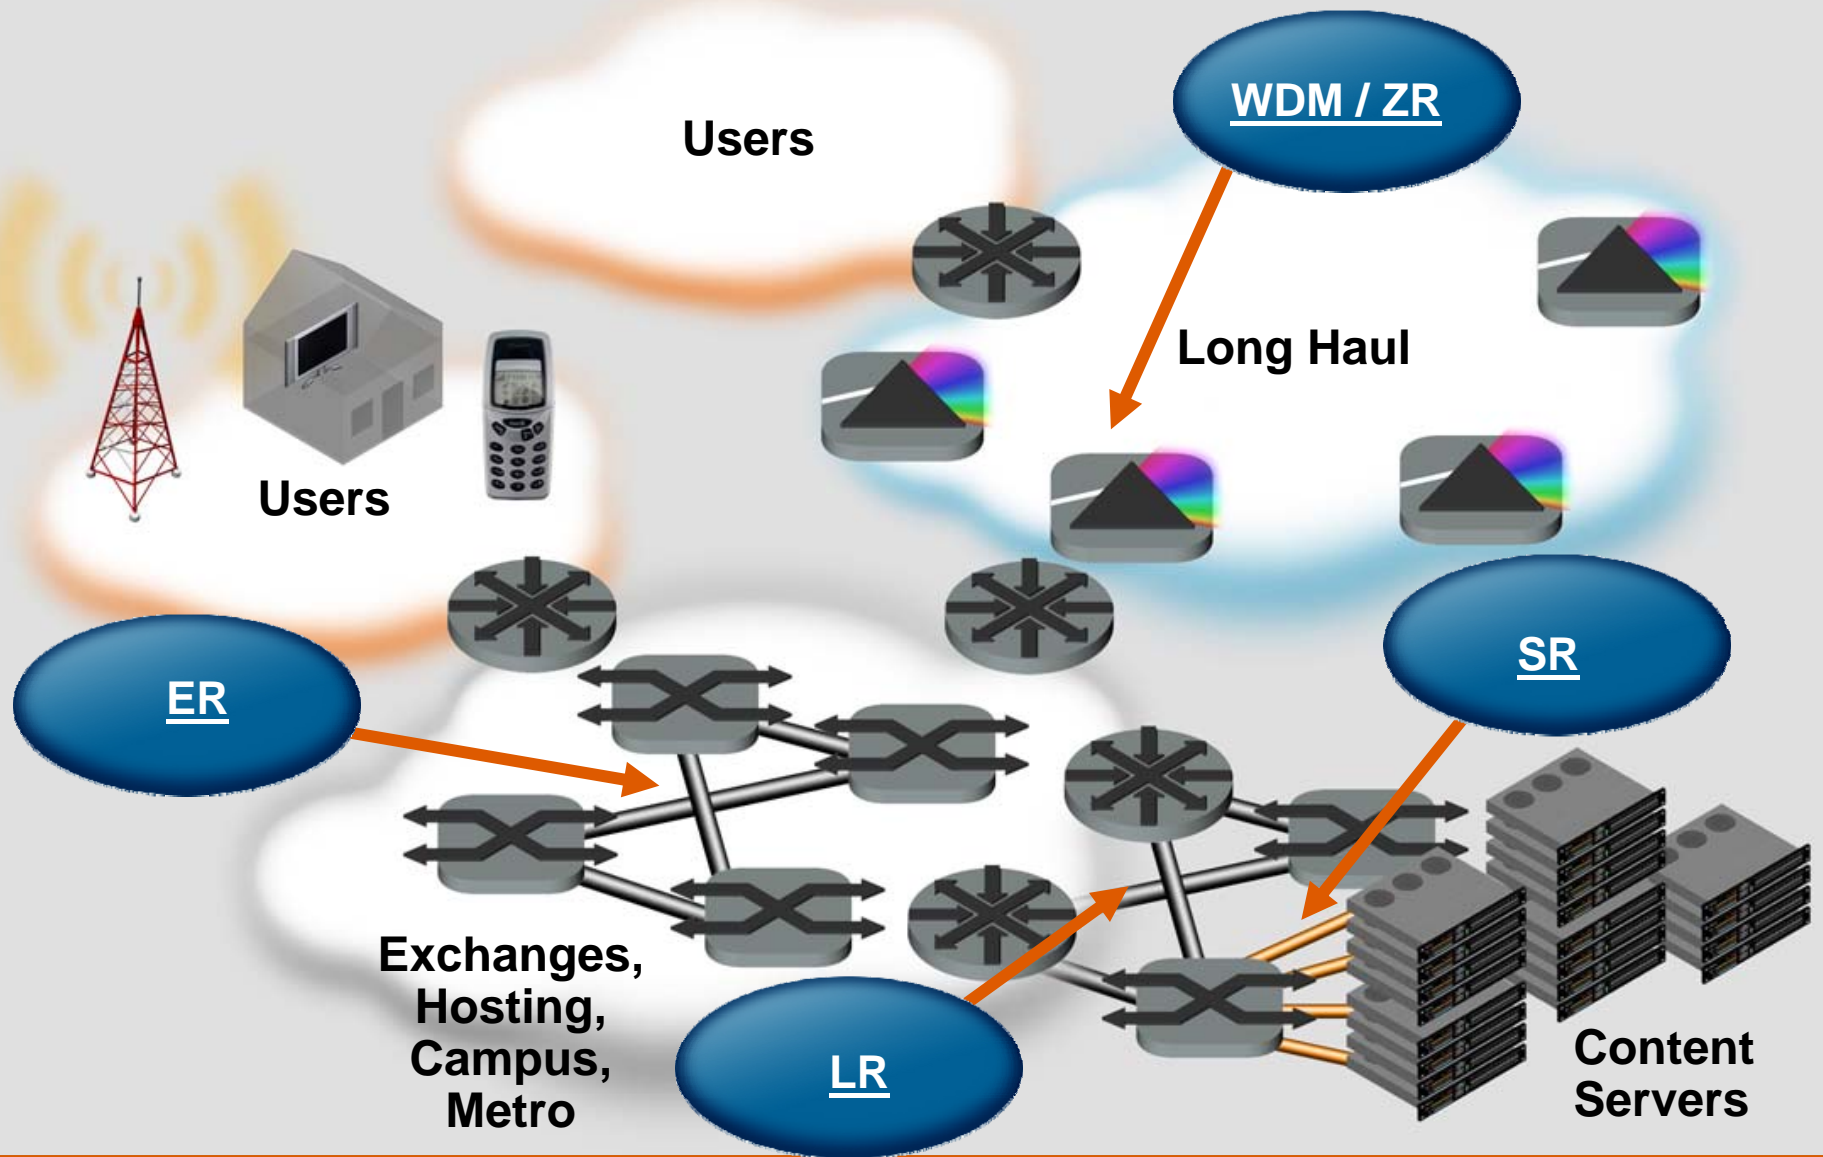 WDM / ZR
Users
Long Haul
Users
SR
ER
Exchanges,
Hosting,
Campus,
Metro
LR
Content
Servers